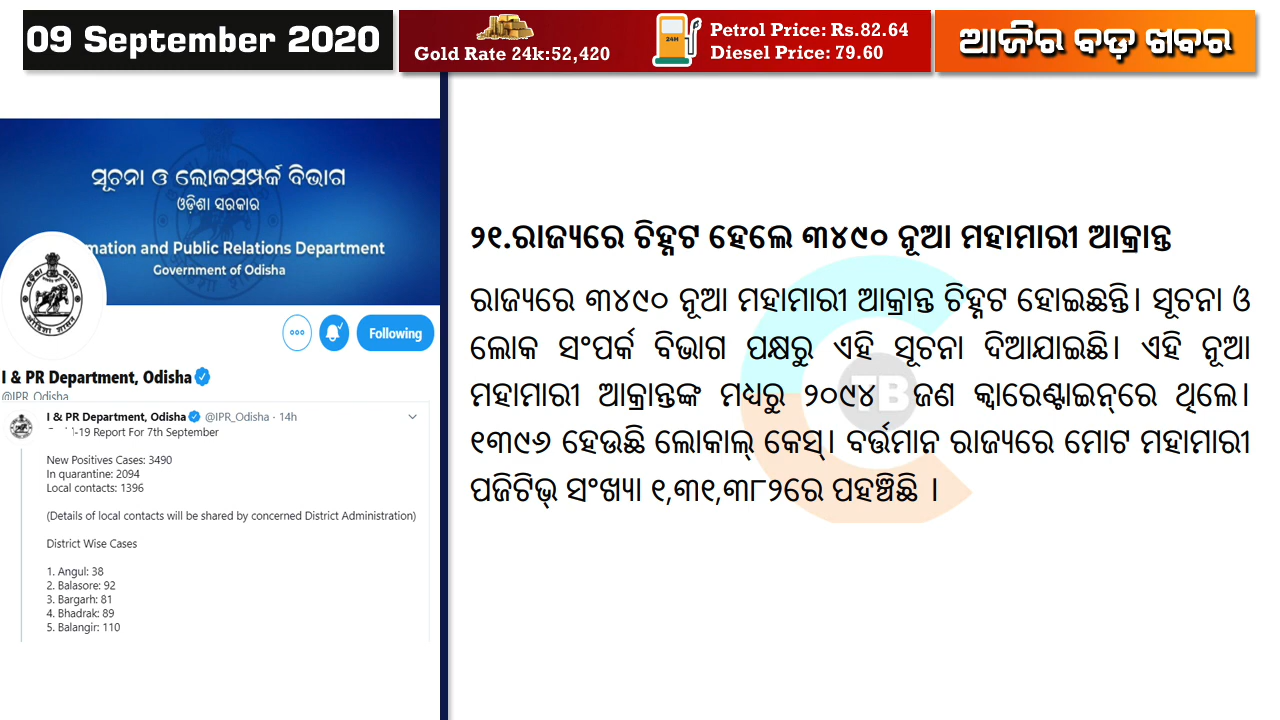 09 September 2020
Gold Rate 24k:52,420
Petrol Price: Rs.82.64
Diesel Price: 79.60
ଆଜିର ବଡ଼ ଖବର
ସୂଚନା ଓ ଲୋକସମ୍ପର୍କ ବିଭାଗ
ଓଡ଼ିଶା ସରକାର
mation and Public Relations Department
Government of Odisha
Following
I & PR Department, Odisha
@IPR_Odisha
I & PR Department, Odisha @IPR_Odisha · 14h
-19 Report For 7th September
New Positives Cases: 3490
In quarantine: 2094
Local contacts: 1396
(Details of local contacts will be shared by concerned District Administration)
District Wise Cases
1. Angul: 38
2. Balasore: 92
3. Bargarh: 81
4. Bhadrak: 89
5. Balangir: 110
୨୧.ରାଜ୍ୟରେ ଚିହ୍ନଟ ହେଲେ ୩୪୯୦ ନୂଆ ମହାମାରୀ ଆକ୍ରାନ୍ତ
ରାଜ୍ୟରେ ୩୪୯୦ ନୂଆ ମହାମାରୀ ଆକ୍ରାନ୍ତ ଚିହ୍ନଟ ହୋଇଛନ୍ତି। ସୂଚନା ଓ
ଲୋକ ସଂପର୍କ ବିଭାଗ ପକ୍ଷରୁ ଏହି ସୂଚନା ଦିଆଯାଇଛି। ଏହି ନୂଆ
ମହାମାରୀ ଆକ୍ରାନ୍ତଙ୍କ ମଧ୍ୟରୁ ୨୦୯୪ ଜଣ କ୍ୱାରେଣ୍ଟାଇନ୍‌ରେ ଥିଲେ।
୧୩୯୬ ହେଉଛି ଲୋକାଲ୍ କେସ୍। ବର୍ତ୍ତମାନ ରାଜ୍ୟରେ ମୋଟ ମହାମାରୀ
ପଜିଟିଭ୍ ସଂଖ୍ୟା ୧,୩୧,୩୮୨ରେ ପହଞ୍ଚିଛି ।
TB